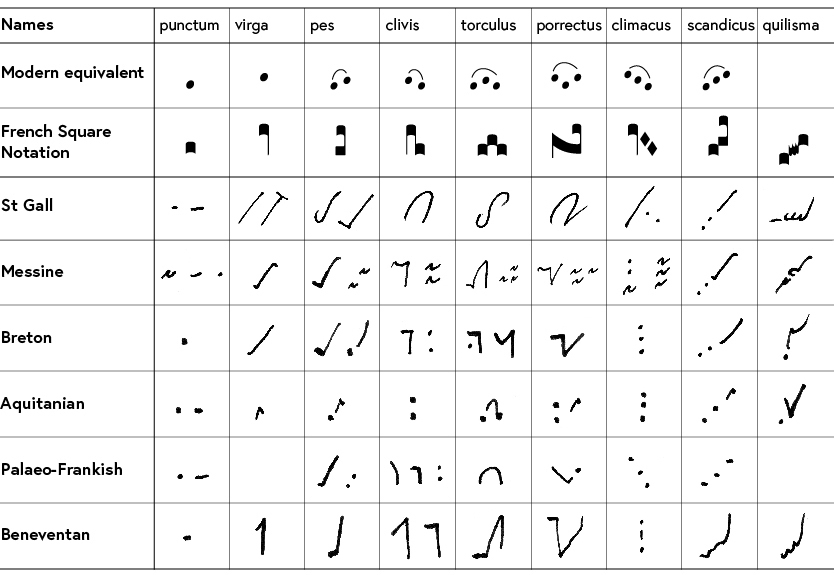 Names punctum virga pes clivis torculus porrectus climacus scandicus quilisma
Modern equivalent
French Square
Notation
St Gall
Messine
Breton
Aquitanian
Palaeo-Frankish
Beneventan